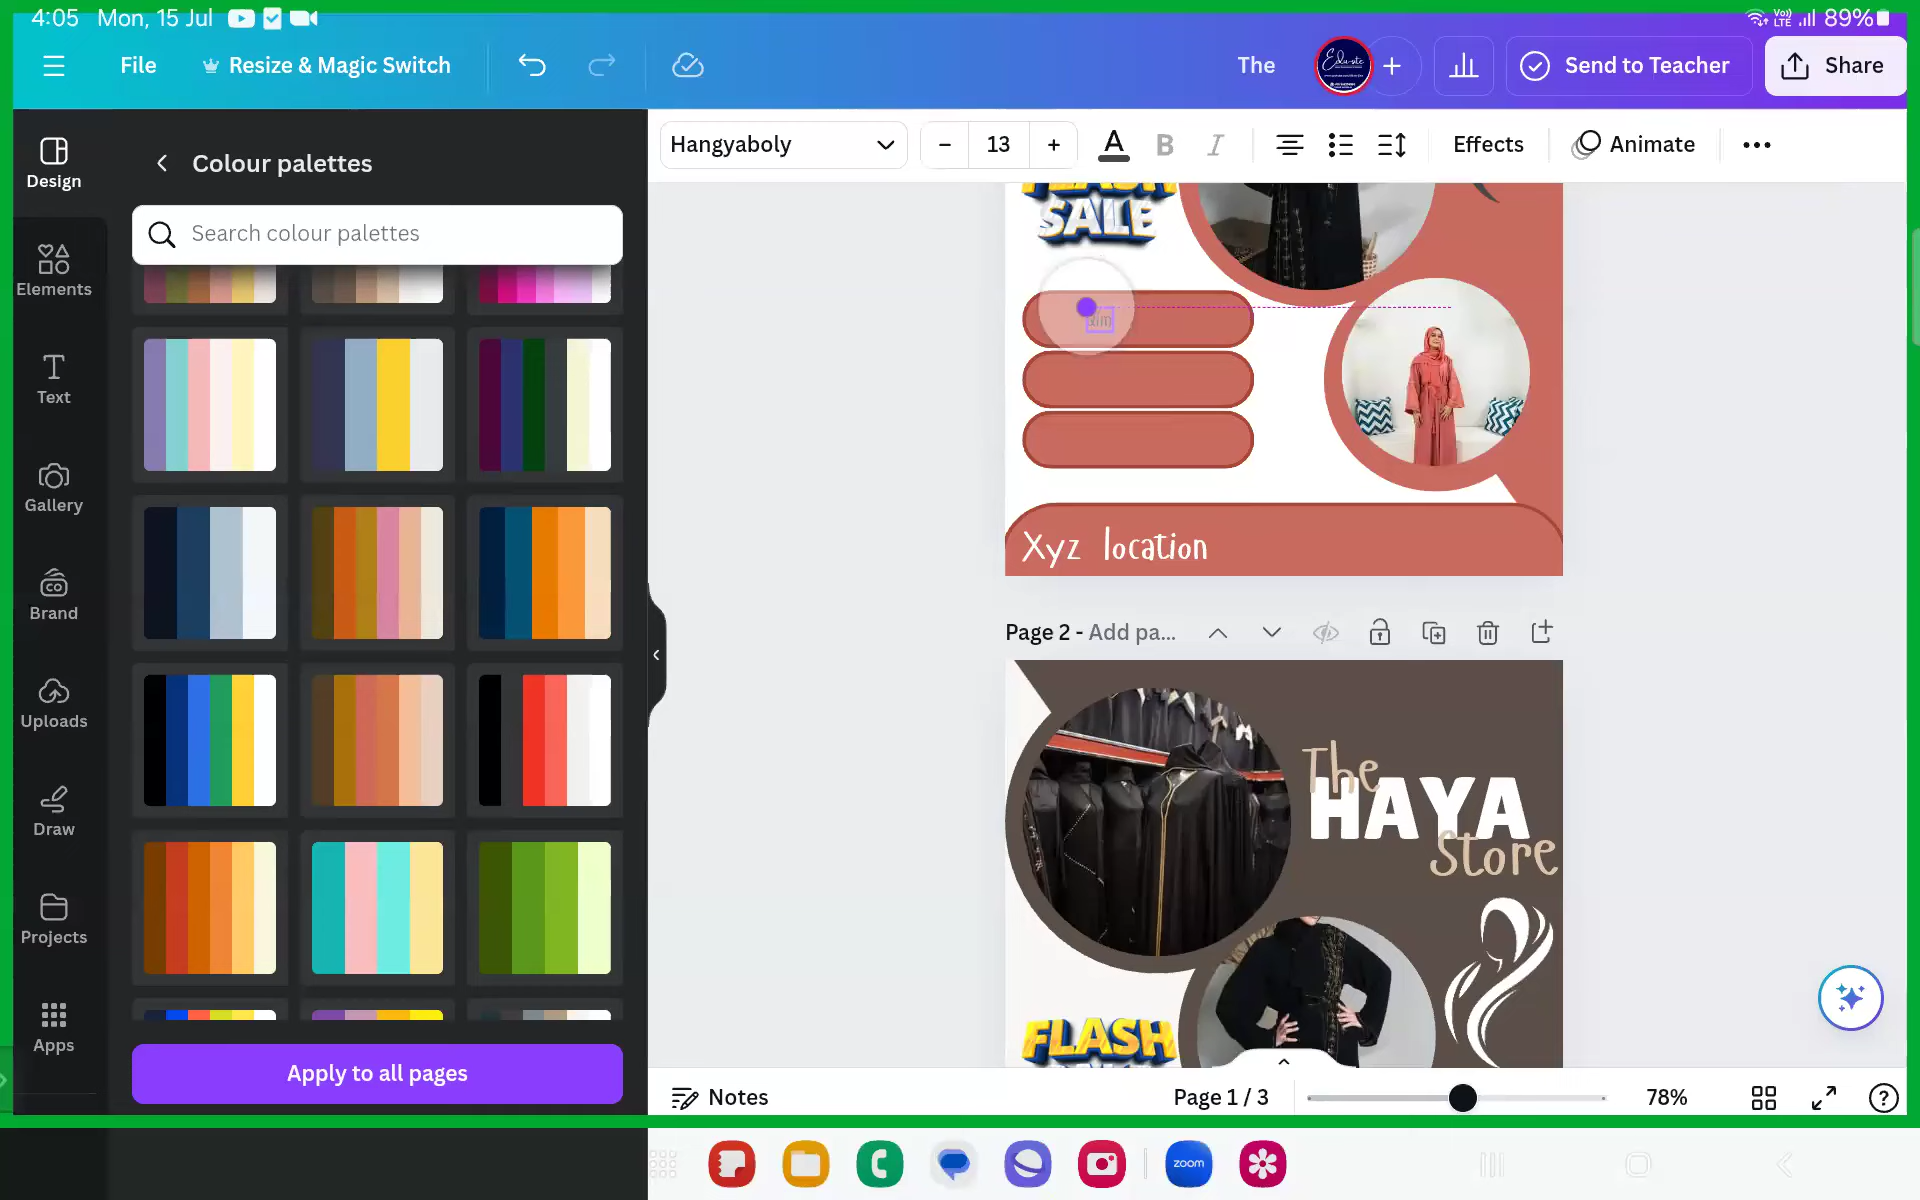 4:05 Mon, 15 Jul
89%
File
Resize & Magic Switch
The
Send to Teacher
Share
Design
Elements
Text
Gallery
Brand
Uploads
Draw
Projects
Apps
Colour palettes
Search colour palettes
Apply to all pages
Hangyaboly
13
A
B
I
Effects
Animate
SALE
Xyz location
Page 2 - Add pa...
The
HAYA
Store
FLASH
Notes
Page 1 / 3
78%
zoom